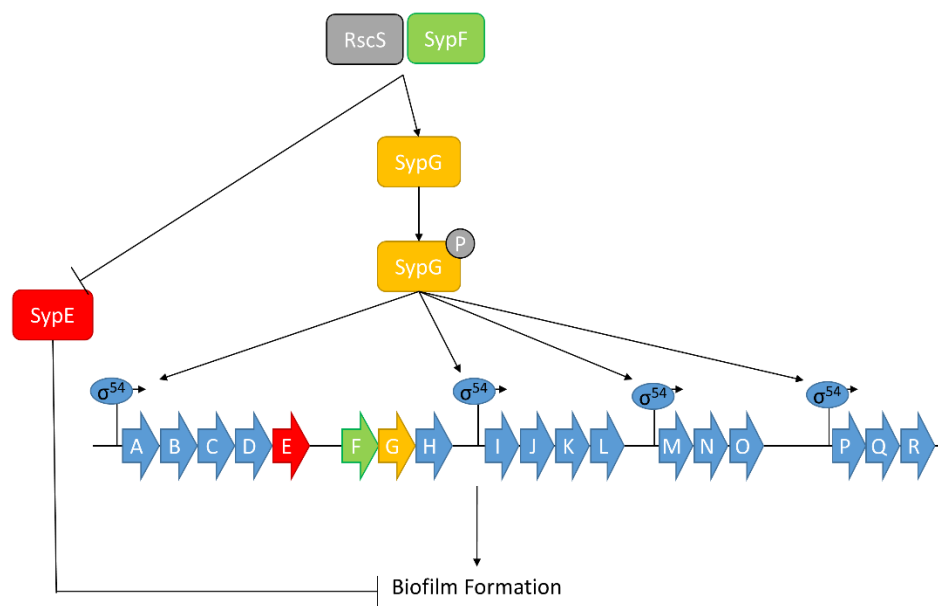 RscS SypF
SypG
P
SypG
SypE
σ54 σ54 σ54 σ54
A B C D E F G H I J K L M N O P Q R
Biofilm Formation